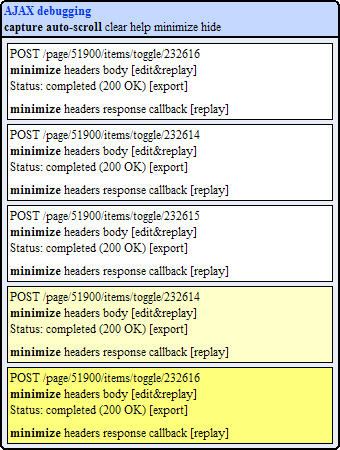 AJAX debugging
capture auto-scroll clear help minimize hide
POST /page/51900/items/toggle/232616
minimize headers body [edit&replay]
Status: completed (200 OK) [export]
minimize headers response callback [replay]
POST /page/51900/items/toggle/232614
minimize headers body [edit&replay]
Status: completed (200 OK) [export]
minimize headers response callback [replay]
POST /page/51900/items/toggle/232615
minimize headers body [edit&replay]
Status: completed (200 OK) [export]
minimize headers response callback [replay]
POST /page/51900/items/toggle/232614
minimize headers body [edit&replay]
Status: completed (200 OK) [export]
minimize headers response callback [replay]
POST /page/51900/items/toggle/232616
minimize headers body [edit&replay]
Status: completed (200 OK) [export]
minimize headers response callback [replay]